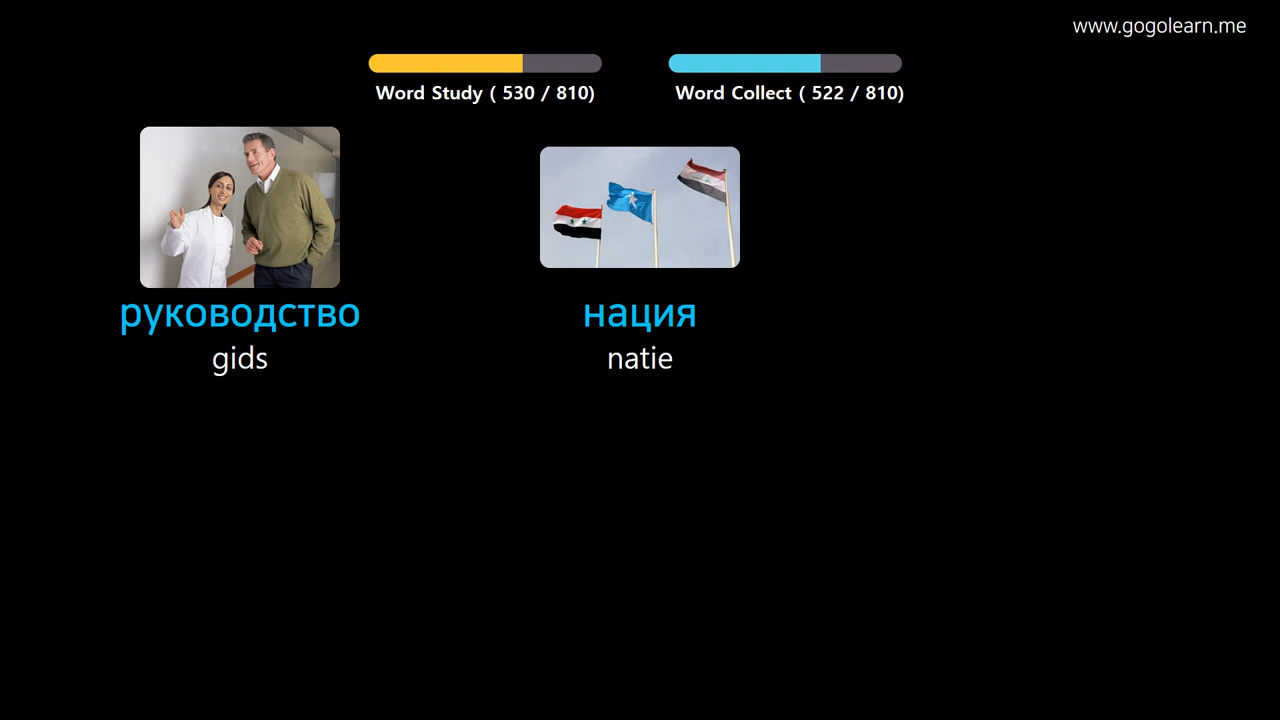 www.gogolearn.me
Word Study ( 530 / 810)
Word Collect ( 522 / 810)
руководство
gids
нация
natie